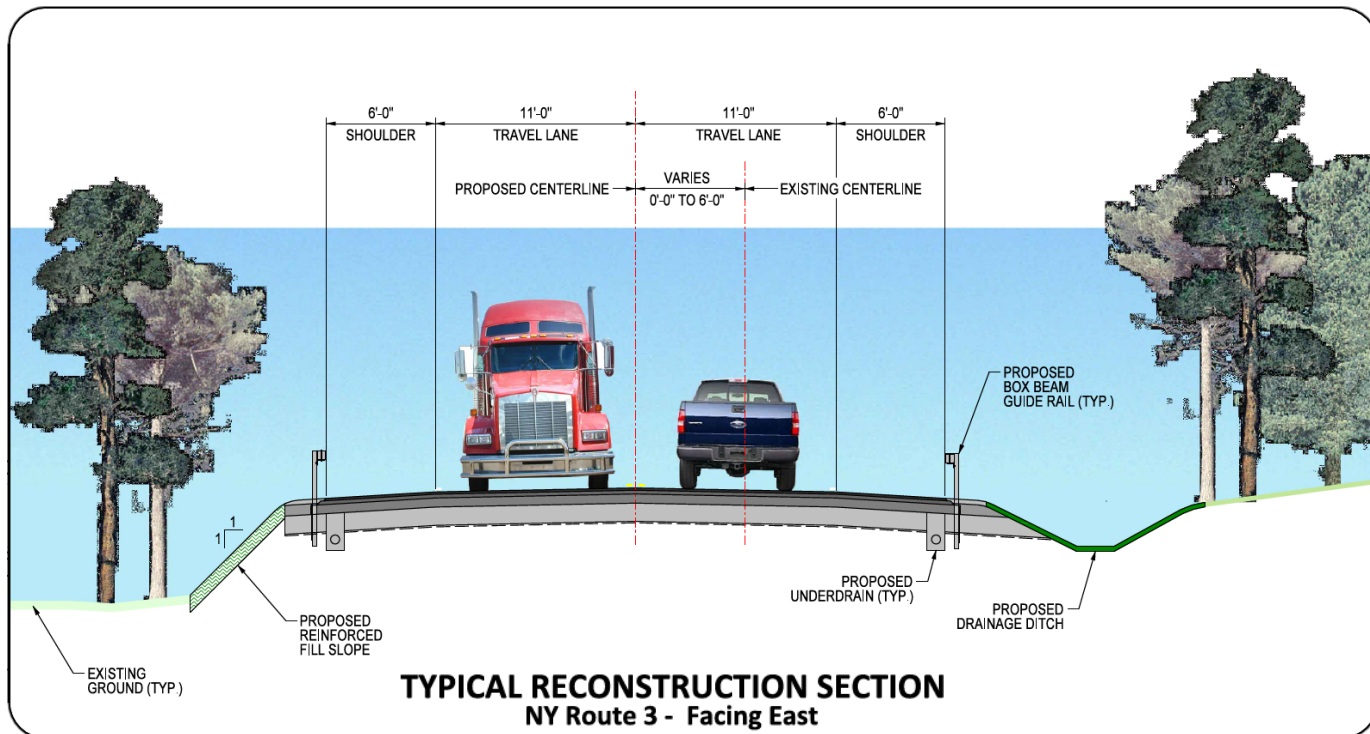 6'-0"
11'-0"
11'-0"
6'-0"
SHOULDER
TRAVEL LANE
TRAVEL LANE
SHOULDER
PROPOSED CENTERLINE
VARIES
0'-0" TO 6'-0"
EXISTING CENTERLINE
PROPOSED
BOX BEAM
GUIDE RAIL (TYP.)
1
1
PROPOSED
REINFORCED
FILL SLOPE
PROPOSED
UNDERDRAIN (TYP.)
PROPOSED
DRAINAGE DITCH
EXISTING
GROUND (TYP.)
TYPICAL RECONSTRUCTION SECTION
NY Route 3 - Facing East